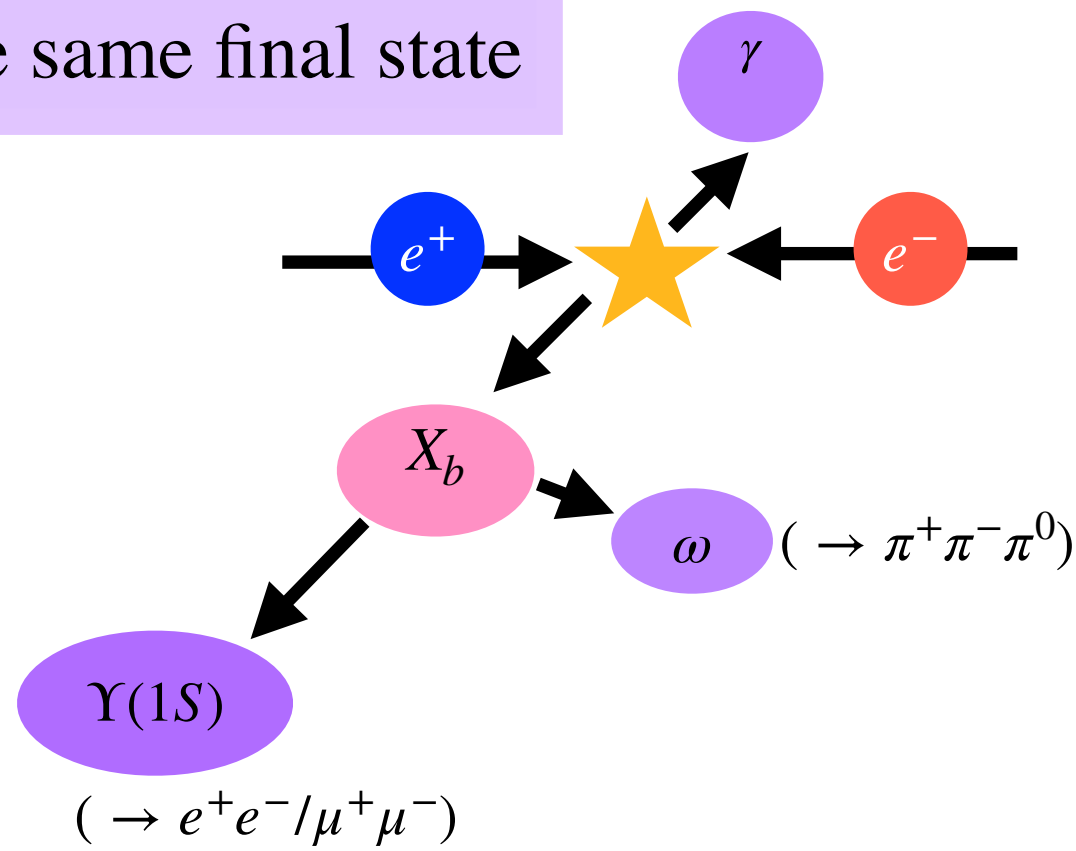 e same final state
γ
e⁺
e⁻
X_b
ω ( → π⁺π⁻π⁰)
ϒ(1S)
( → e⁺e⁻/μ⁺μ⁻)